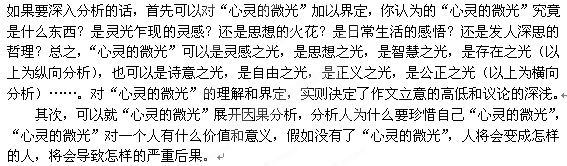 如果要深入分析的话，首先可以对“心灵的微光”加以界定，你认为的“心灵的微光”究竟
是什么东西？是灵光乍现的灵感？还是思想的火花？是日常生活的感悟？还是发人深思的
哲理？总之，“心灵的微光”可以是灵感之光，是思想之光，是智慧之光，是存在之光（以
上为纵向分析），也可以是诗意之光，是自由之光，是正义之光，是公正之光（以上为横向
分析）……。对“心灵的微光”的理解和界定，实则决定了作文立意的高低和议论的深浅。
其次，可以就“心灵的微光”展开因果分析，分析人为什么要珍惜自己“心灵的微光”，
“心灵的微光”对一个人有什么价值和意义，假如没有了“心灵的微光”，人将会变成怎样
的人，将会导致怎样的严重后果。